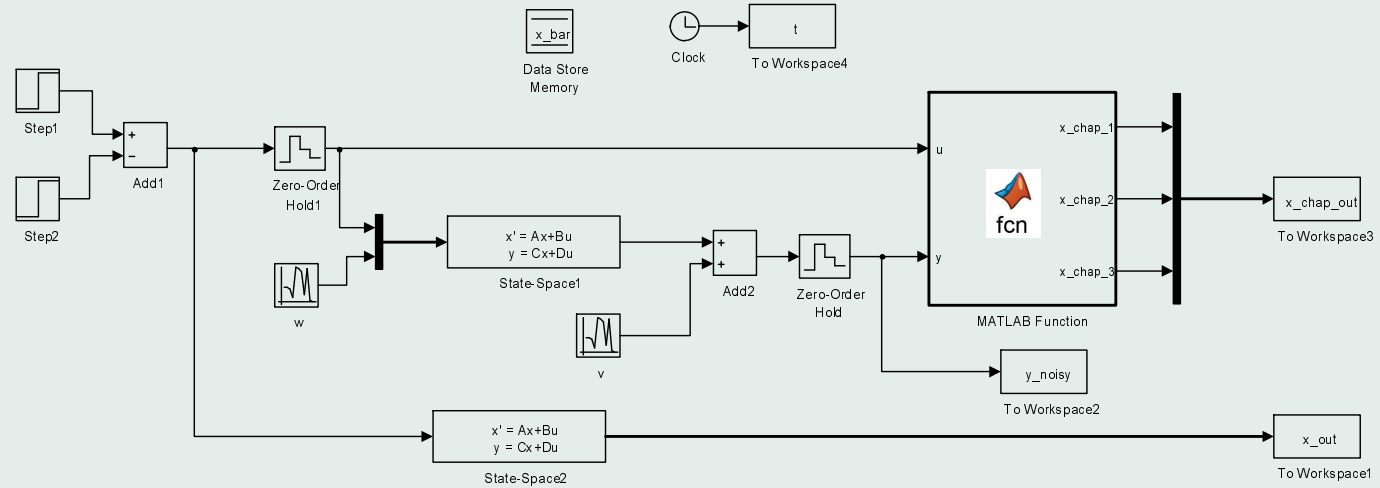 x_bar
Data Store
Memory
Clock
t
To Workspace4
Step1
+
−
Add1
Step2
Zero-Order
Hold1
w
x' = Ax+Bu
y = Cx+Du
State-Space1
v
+
+
Add2
Zero-Order
Hold
u
y
fcn
x_chap_1
x_chap_2
x_chap_3
MATLAB Function
x_chap_out
To Workspace3
y_noisy
To Workspace2
x' = Ax+Bu
y = Cx+Du
State-Space2
x_out
To Workspace1